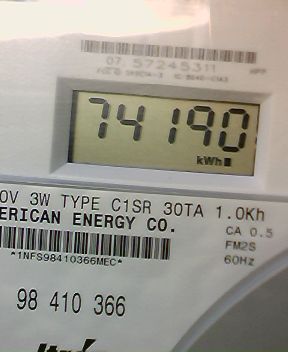 07 57245311
74190
kWh
0V 3W TYPE C1SR 30TA 1.0Kh
ERICAN ENERGY CO. CA 0.5
FM2S
*1NFS98410366MEC* 60Hz
98 410 366